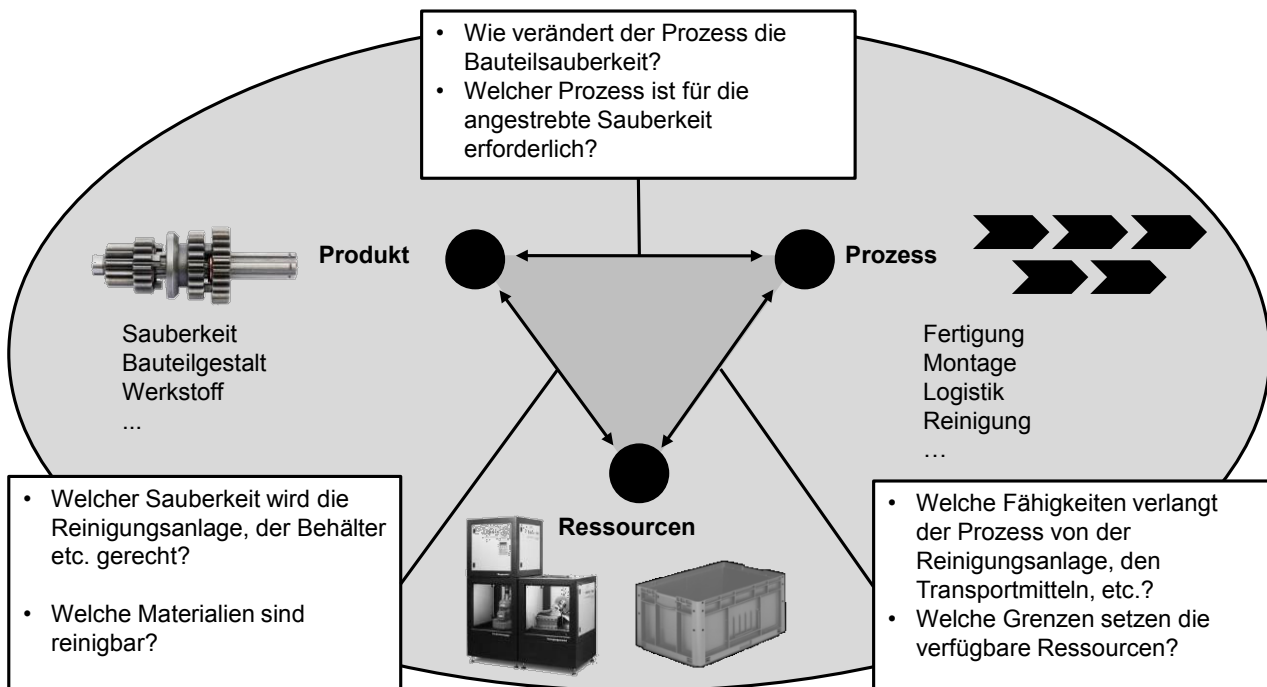 • Wie verändert der Prozess die
Bauteilsauberkeit?
• Welcher Prozess ist für die
angestrebte Sauberkeit
erforderlich?
Produkt
Prozess
Sauberkeit
Bauteilgestalt
Werkstoff
...
Fertigung
Montage
Logistik
Reinigung
…
• Welcher Sauberkeit wird die
Reinigungsanlage, der Behälter
etc. gerecht?
• Welche Materialien sind
reinigbar?
Ressourcen
• Welche Fähigkeiten verlangt
der Prozess von der
Reinigungsanlage, den
Transportmitteln, etc.?
• Welche Grenzen setzen die
verfügbare Ressourcen?